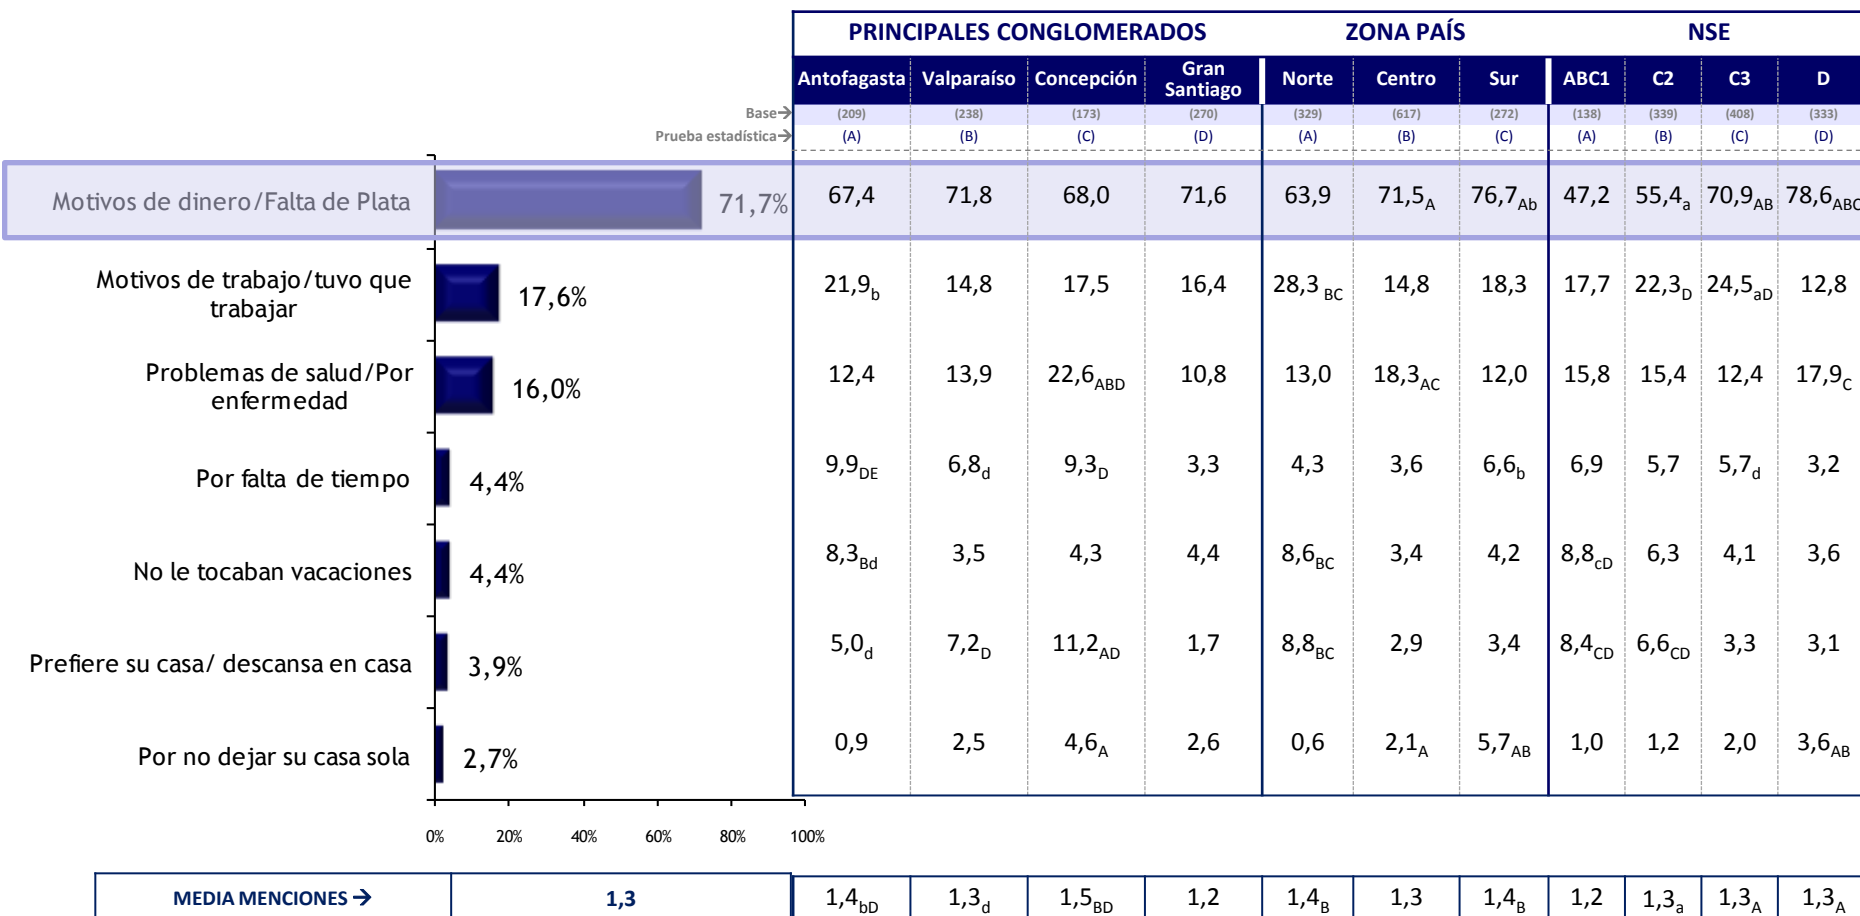 PRINCIPALES CONGLOMERADOS ZONA PAÍS NSE
Antofagasta Valparaíso Concepción Gran Santiago Norte Centro Sur ABC1 C2 C3 D
Base→ (209) (238) (173) (270) (329) (617) (272) (138) (339) (408) (333)
Prueba estadística→ (A) (B) (C) (D) (A) (B) (C) (A) (B) (C) (D)
Motivos de dinero/Falta de Plata 71,7% 67,4 71,8 68,0 71,6 63,9 71,5A 76,7Ab 47,2 55,4a 70,9AB 78,6ABC
Motivos de trabajo/tuvo que
trabajar 17,6% 21,9b 14,8 17,5 16,4 28,3 BC 14,8 18,3 17,7 22,3D 24,5aD 12,8
Problemas de salud/Por
enfermedad 16,0% 12,4 13,9 22,6ABD 10,8 13,0 18,3AC 12,0 15,8 15,4 12,4 17,9C
Por falta de tiempo 4,4% 9,9DE 6,8d 9,3D 3,3 4,3 3,6 6,6b 6,9 5,7 5,7d 3,2
No le tocaban vacaciones 4,4% 8,3Bd 3,5 4,3 4,4 8,6BC 3,4 4,2 8,8cD 6,3 4,1 3,6
Prefiere su casa/ descansa en casa 3,9% 5,0d 7,2D 11,2AD 1,7 8,8BC 2,9 3,4 8,4CD 6,6CD 3,3 3,1
Por no dejar su casa sola 2,7% 0,9 2,5 4,6A 2,6 0,6 2,1A 5,7AB 1,0 1,2 2,0 3,6AB
0% 20% 40% 60% 80% 100%
MEDIA MENCIONES → 1,3 1,4bD 1,3d 1,5BD 1,2 1,4B 1,3 1,4B 1,2 1,3a 1,3A 1,3A